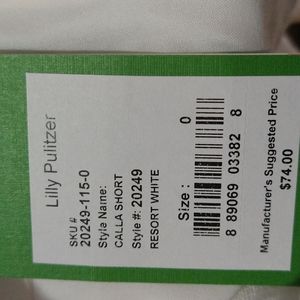 Lilly Pulitzer
SKU #
20249-115-0
Style Name:
CALLA SHORT
Style #: 20249
RESORT WHITE
Size : 0
8 89069 03382 8
Manufacturer's Suggested Price
$74.00